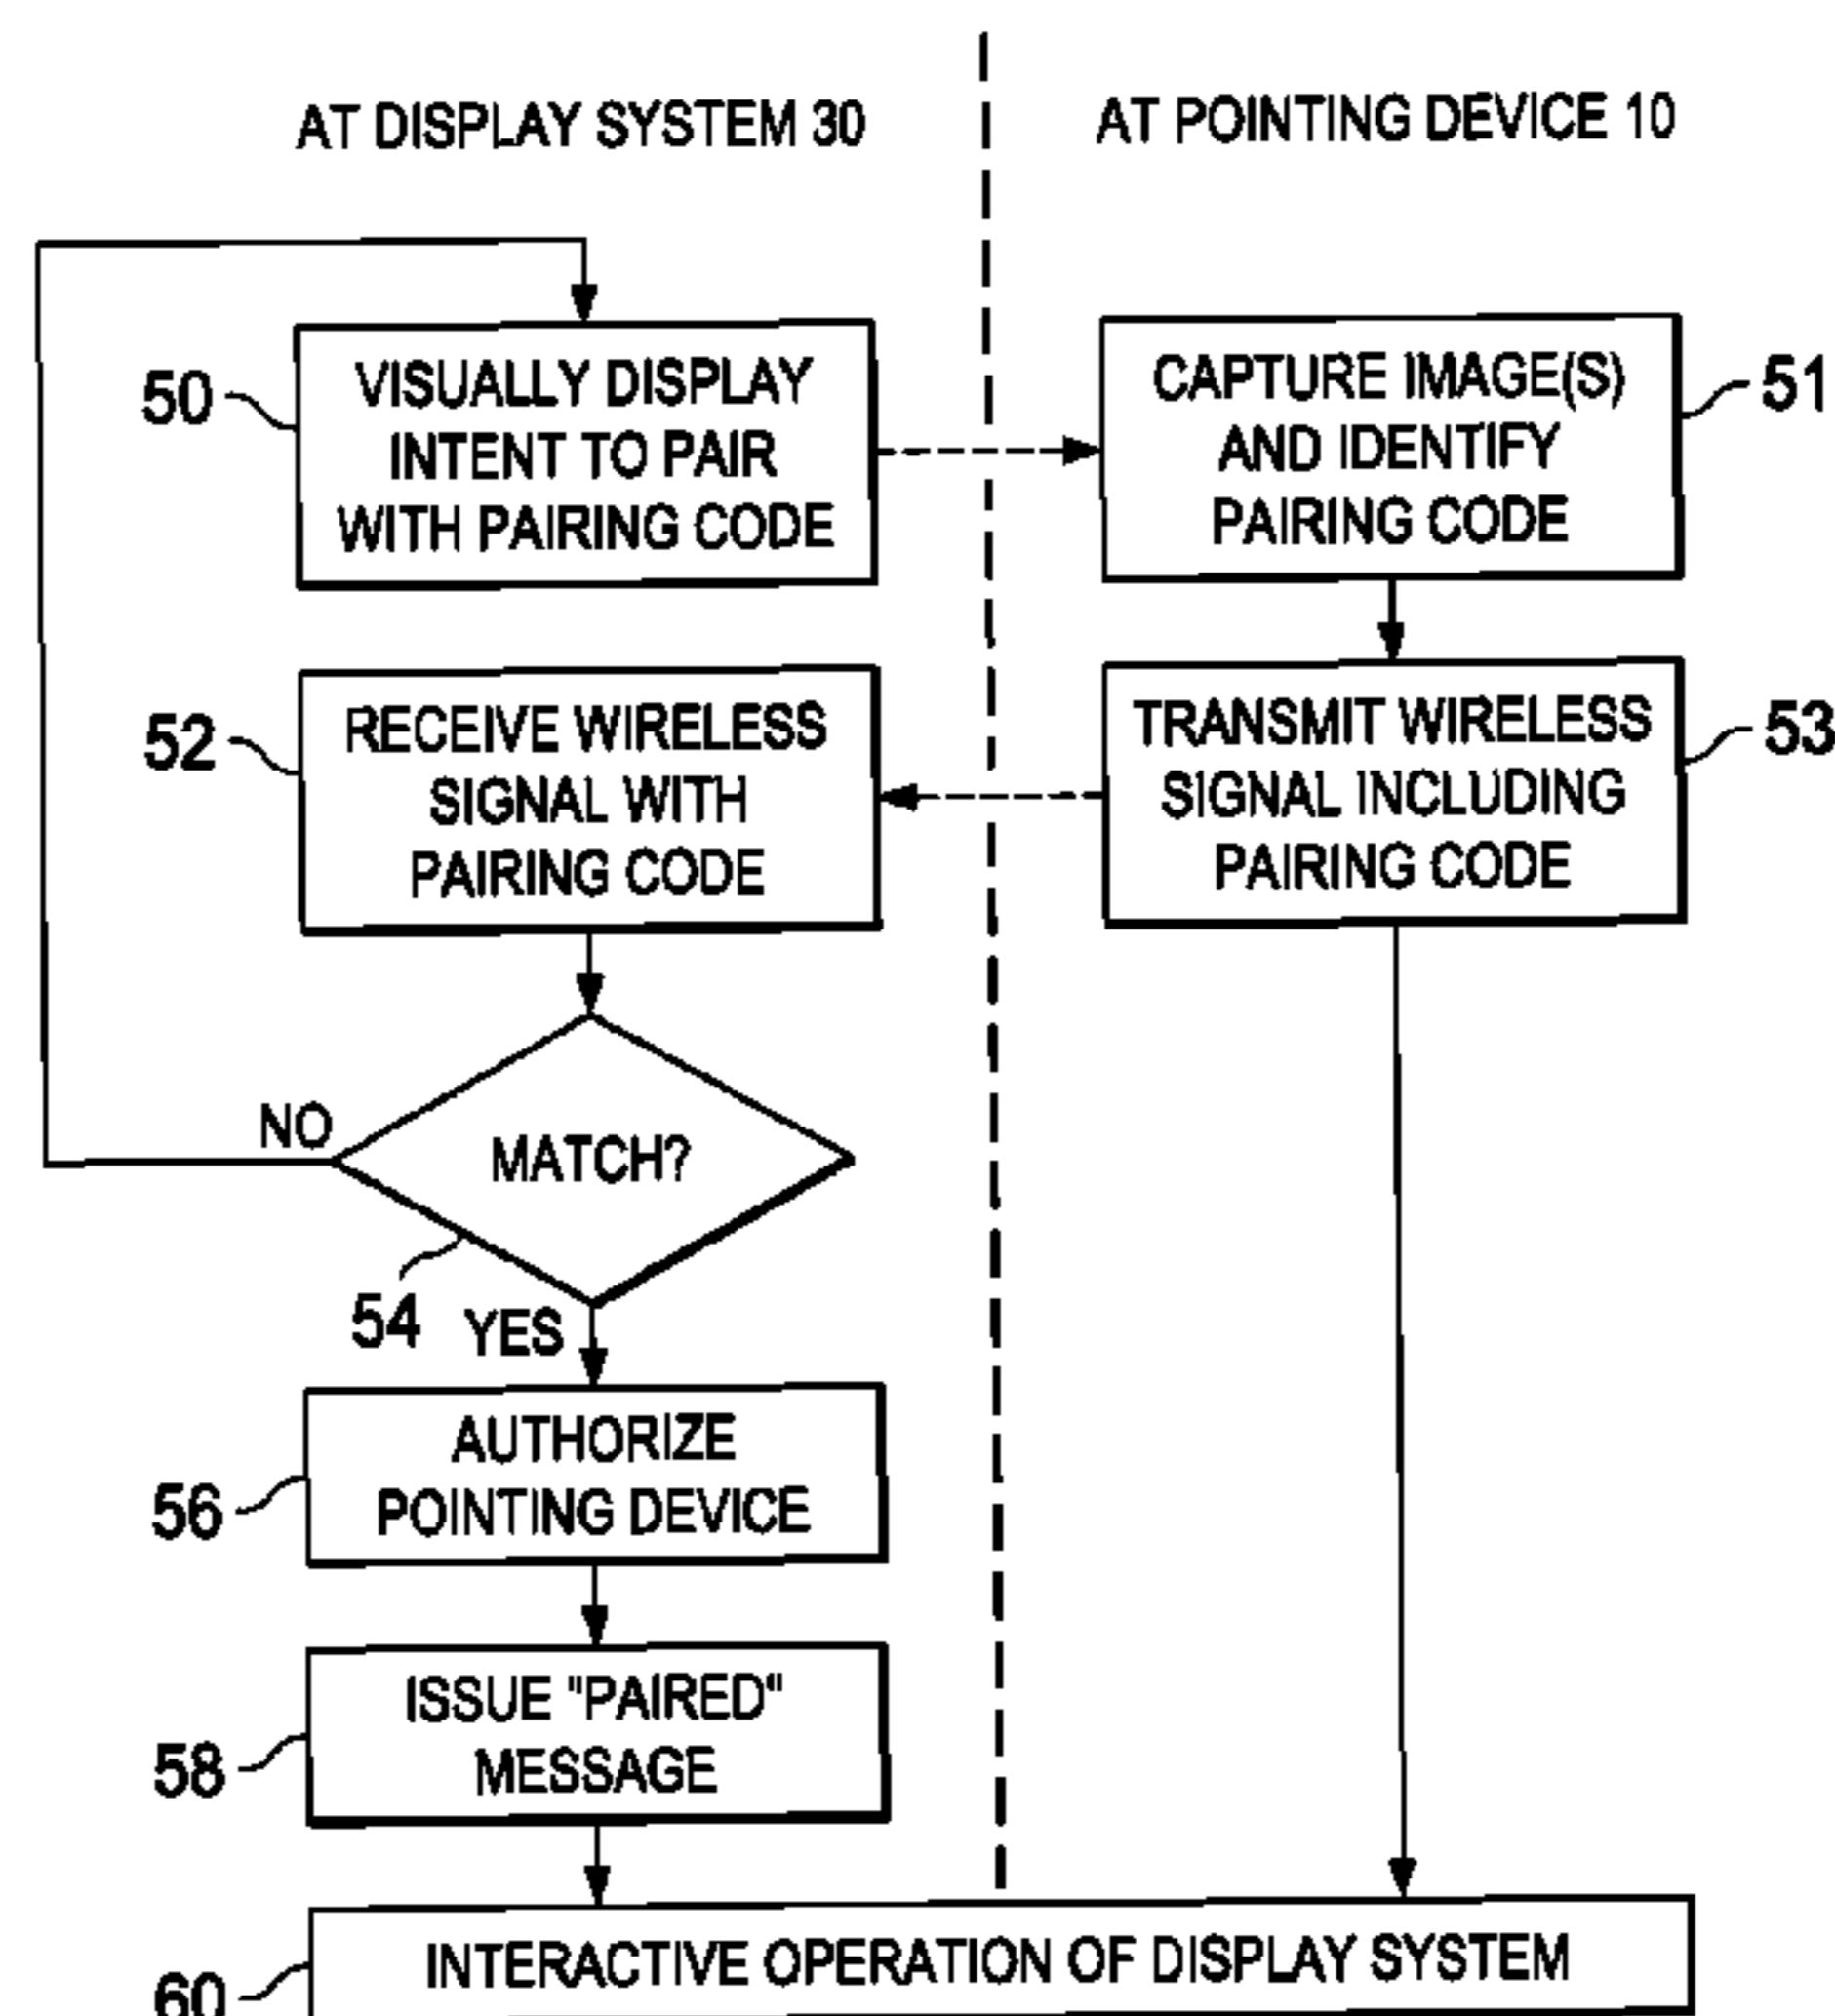 AT DISPLAY SYSTEM 30
AT POINTING DEVICE 10
50
VISUALLY DISPLAY
INTENT TO PAIR
WITH PAIRING CODE
CAPTURE IMAGE(S)
AND IDENTIFY
PAIRING CODE
51
52
RECEIVE WIRELESS
SIGNAL WITH
PAIRING CODE
TRANSMIT WIRELESS
SIGNAL INCLUDING
PAIRING CODE
53
NO
MATCH?
54
YES
56
AUTHORIZE
POINTING DEVICE
58
ISSUE "PAIRED"
MESSAGE
60
INTERACTIVE OPERATION OF DISPLAY SYSTEM